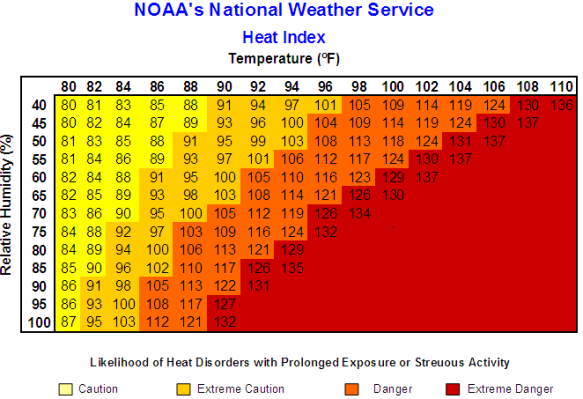 NOAA's National Weather Service
Heat Index
Temperature (ºF)
80 82 84 86 88 90 92 94 96 98 100 102 104 106 108 110
Relative Humidity (%)
40 80 81 83 85 88 91 94 97 101 105 109 114 119 124 130 136
45 80 82 84 87 89 93 96 100 104 109 114 119 124 130 137
50 81 83 85 88 91 95 99 103 108 113 118 124 131 137
55 81 84 86 89 93 97 101 106 112 117 124 130 137
60 82 84 88 91 95 100 105 110 116 123 129 137
65 82 85 89 93 98 103 108 114 121 126 130
70 83 86 90 95 100 105 112 119 126 134
75 84 88 92 97 103 109 116 124 132
80 84 89 94 100 106 113 121 129
85 85 90 96 102 110 117 126 135
90 86 91 98 105 113 122 131
95 86 93 100 108 117 127
100 87 95 103 112 121 132
Likelihood of Heat Disorders with Prolonged Exposure or Streuous Activity
Caution Extreme Caution Danger Extreme Danger